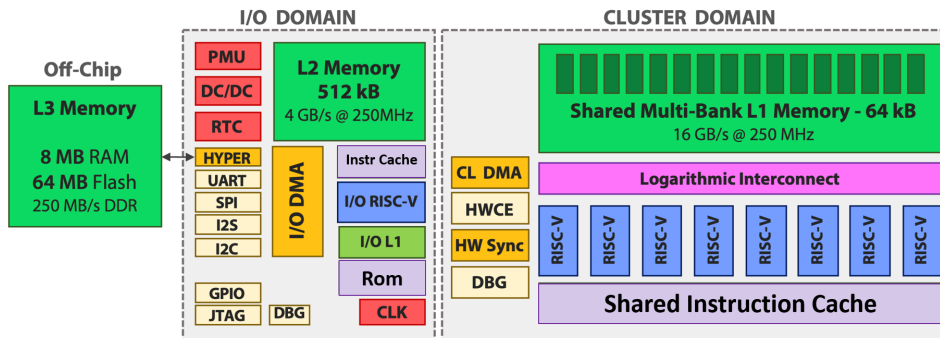 I/O DOMAIN
CLUSTER DOMAIN
Off-Chip
L3 Memory
8 MB RAM
64 MB Flash
250 MB/s DDR
PMU
DC/DC
RTC
HYPER
UART
SPI
I2S
I2C
GPIO
JTAG
DBG
L2 Memory
512 kB
4 GB/s @ 250MHz
I/O DMA
Instr Cache
I/O RISC-V
I/O L1
Rom
CLK
CL DMA
HWCE
HW Sync
DBG
Shared Multi-Bank L1 Memory - 64 kB
16 GB/s @ 250 MHz
Logarithmic Interconnect
RISC-V
RISC-V
RISC-V
RISC-V
RISC-V
RISC-V
RISC-V
RISC-V
Shared Instruction Cache